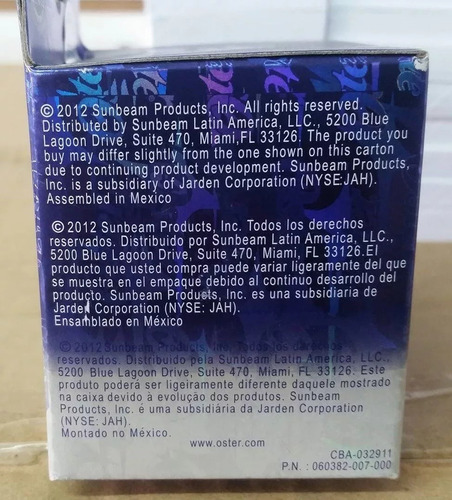 © 2012 Sunbeam Products, Inc. All rights reserved.
Distributed by Sunbeam Latin America, LLC., 5200 Blue
Lagoon Drive, Suite 470, Miami,FL 33126. The product you
buy may differ slightly from the one shown on this carton
due to continuing product development. Sunbeam Products,
Inc. is a subsidiary of Jarden Corporation (NYSE:JAH).
Assembled in Mexico
© 2012 Sunbeam Products, Inc. Todos los derechos
reservados. Distribuido por Sunbeam Latin America, LLC.,
5200 Blue Lagoon Drive, Suite 470, Miami, FL 33126.El
producto que usted compra puede variar ligeramente del que
se muestra en el empaque debido al continuo desarrollo del
producto. Sunbeam Products, Inc. es una subsidiaria de
Jarden Corporation (NYSE: JAH).
Ensamblado en México
© 2012 Sunbeam Products, Inc. Todos os direitos
reservados. Distribuído pela Sunbeam Latin America, LLC.,
5200 Blue Lagoon Drive, Suite 470, Miami, FL 33126. Este
produto poderá ser ligeiramente diferente daquele mostrado
na caixa devido à evolução dos produtos. Sunbeam
Products, Inc. é uma subsidiária da Jarden Corporation
(NYSE: JAH).
Montado no México.
www.oster.com
CBA-032911
P.N. : 060382-007-000